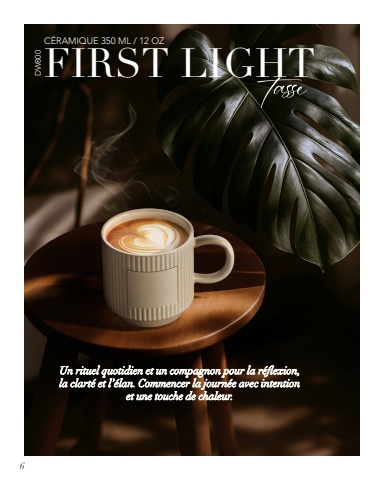 CÉRAMIQUE 350 ML / 12 OZ
DW800
FIRST LIGHT
Tasse
Un rituel quotidien et un compagnon pour la réflexion,
la clarté et l'élan. Commencer la journée avec intention
et une touche de chaleur.
6